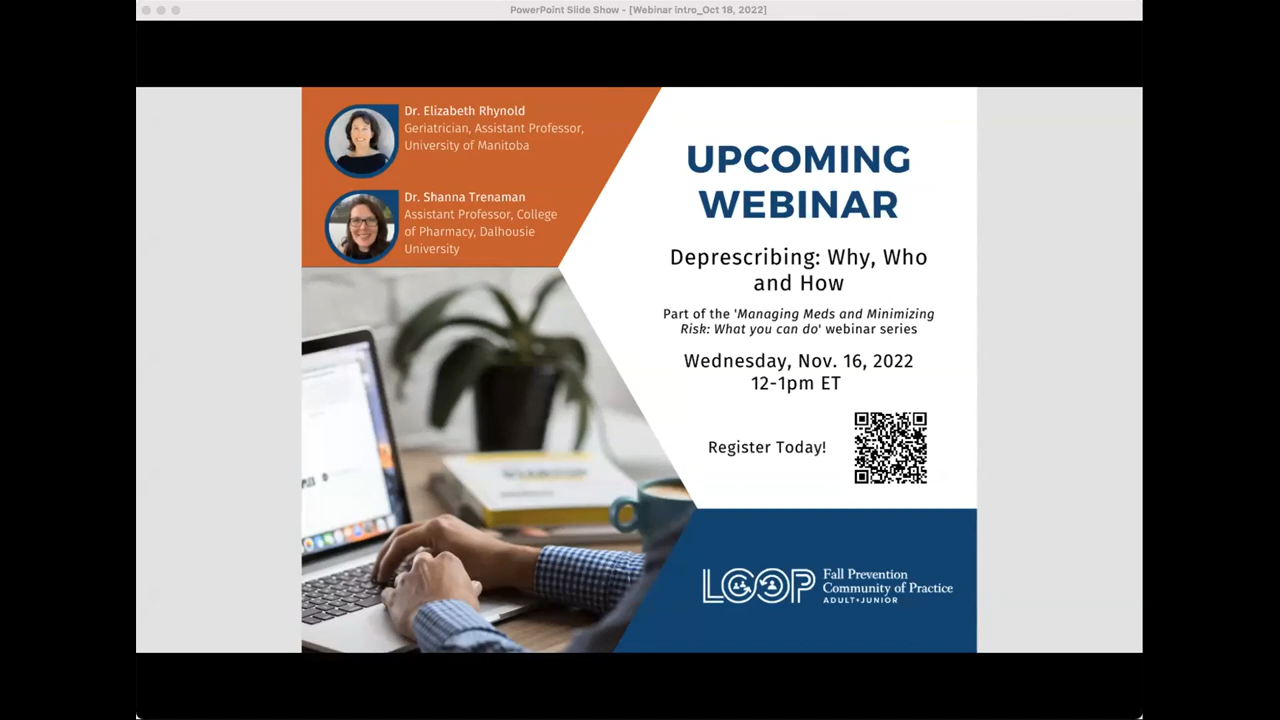 PowerPoint Slide Show - [Webinar intro_Oct 18, 2022]
Dr. Elizabeth Rhynold
Geriatrician, Assistant Professor,
University of Manitoba
Dr. Shanna Trenaman
Assistant Professor, College
of Pharmacy, Dalhousie
University
UPCOMING
WEBINAR
Deprescribing: Why, Who
and How
Part of the 'Managing Meds and Minimizing
Risk: What you can do' webinar series
Wednesday, Nov. 16, 2022
12-1pm ET
Register Today!
LOOP
Fall Prevention
Community of Practice
ADULT+JUNIOR